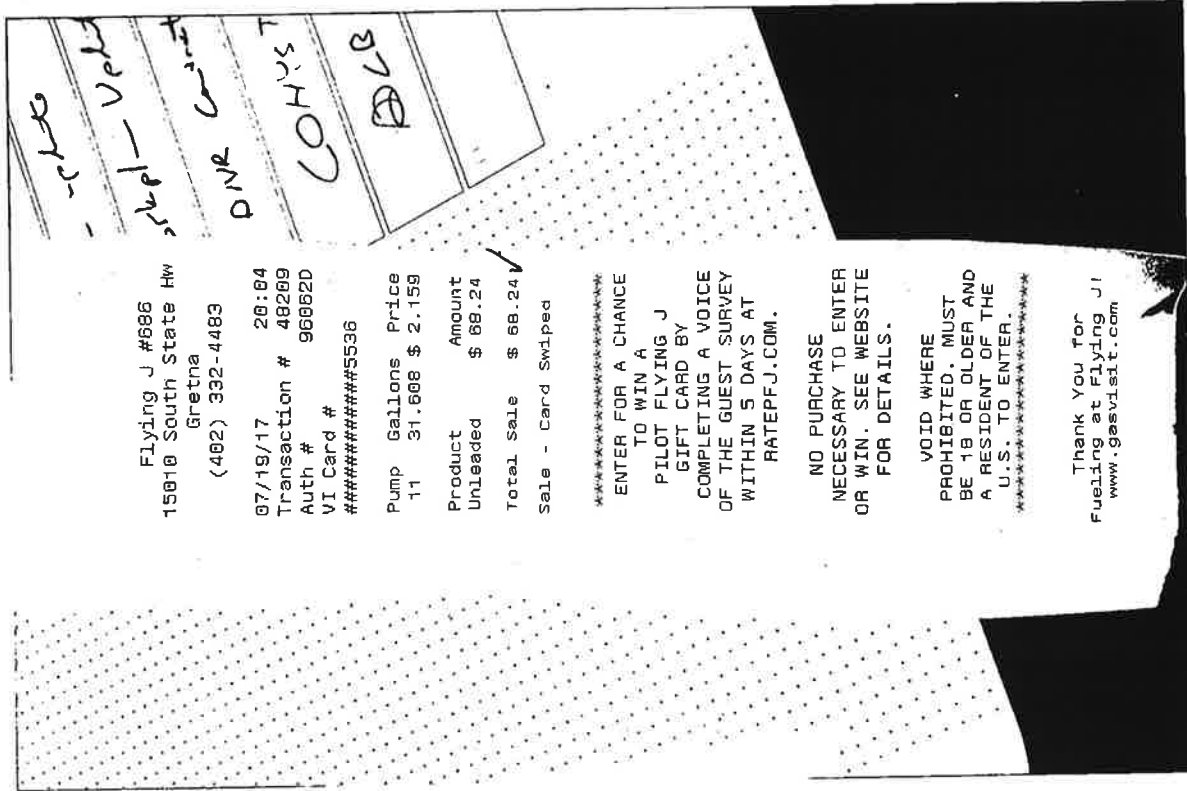 DNR
COHYST
DLB
Flying J #686
15010 South State Hw
Gretna
(402) 332-4483
07/19/17 20:04
Transaction # 48209
Auth # 96062D
VI Card #
############5536
Pump Gallons Price
11 31.608 $ 2.159
Product Amount
Unleaded $ 68.24
Total Sale $ 68.24
Sale - Card Swiped
ENTER FOR A CHANCE
TO WIN A
PILOT FLYING J
GIFT CARD BY
COMPLETING A VOICE
OF THE GUEST SURVEY
WITHIN 5 DAYS AT
RATEPFJ.COM.
NO PURCHASE
NECESSARY TO ENTER
OR WIN. SEE WEBSITE
FOR DETAILS.
VOID WHERE
PROHIBITED. MUST
BE 18 OR OLDER AND
A RESIDENT OF THE
U.S. TO ENTER.
Thank You for
Fueling at Flying J!
www.gasvisit.com